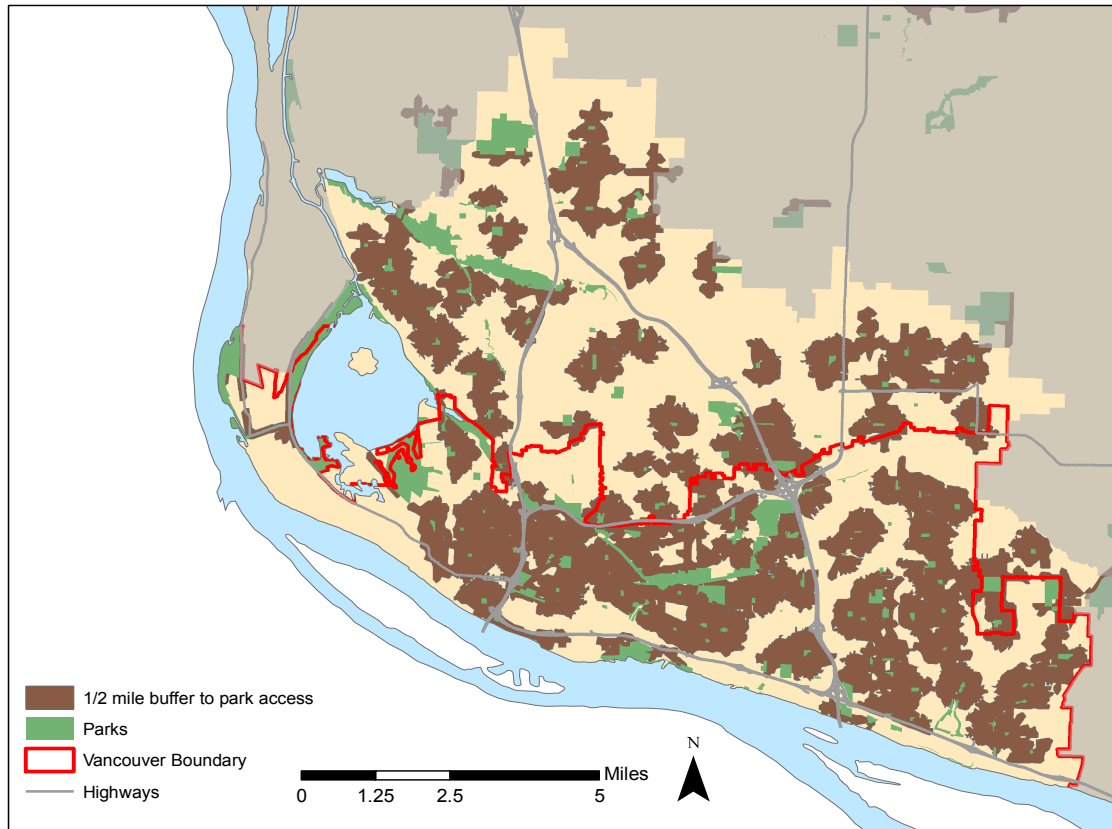 1/2 mile buffer to park access
Parks
Vancouver Boundary
Highways
N
Miles
0 1.25 2.5 5